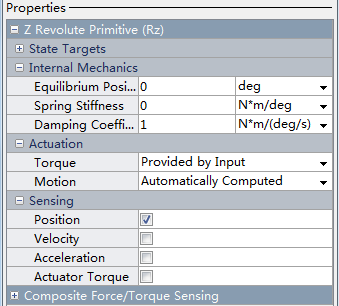 Properties
Z Revolute Primitive (Rz)
State Targets
Internal Mechanics
Equilibrium Posi... 0 deg
Spring Stiffness 0 N*m/deg
Damping Coeffi... 1 N*m/(deg/s)
Actuation
Torque Provided by Input
Motion Automatically Computed
Sensing
Position
Velocity
Acceleration
Actuator Torque
Composite Force/Torque Sensing